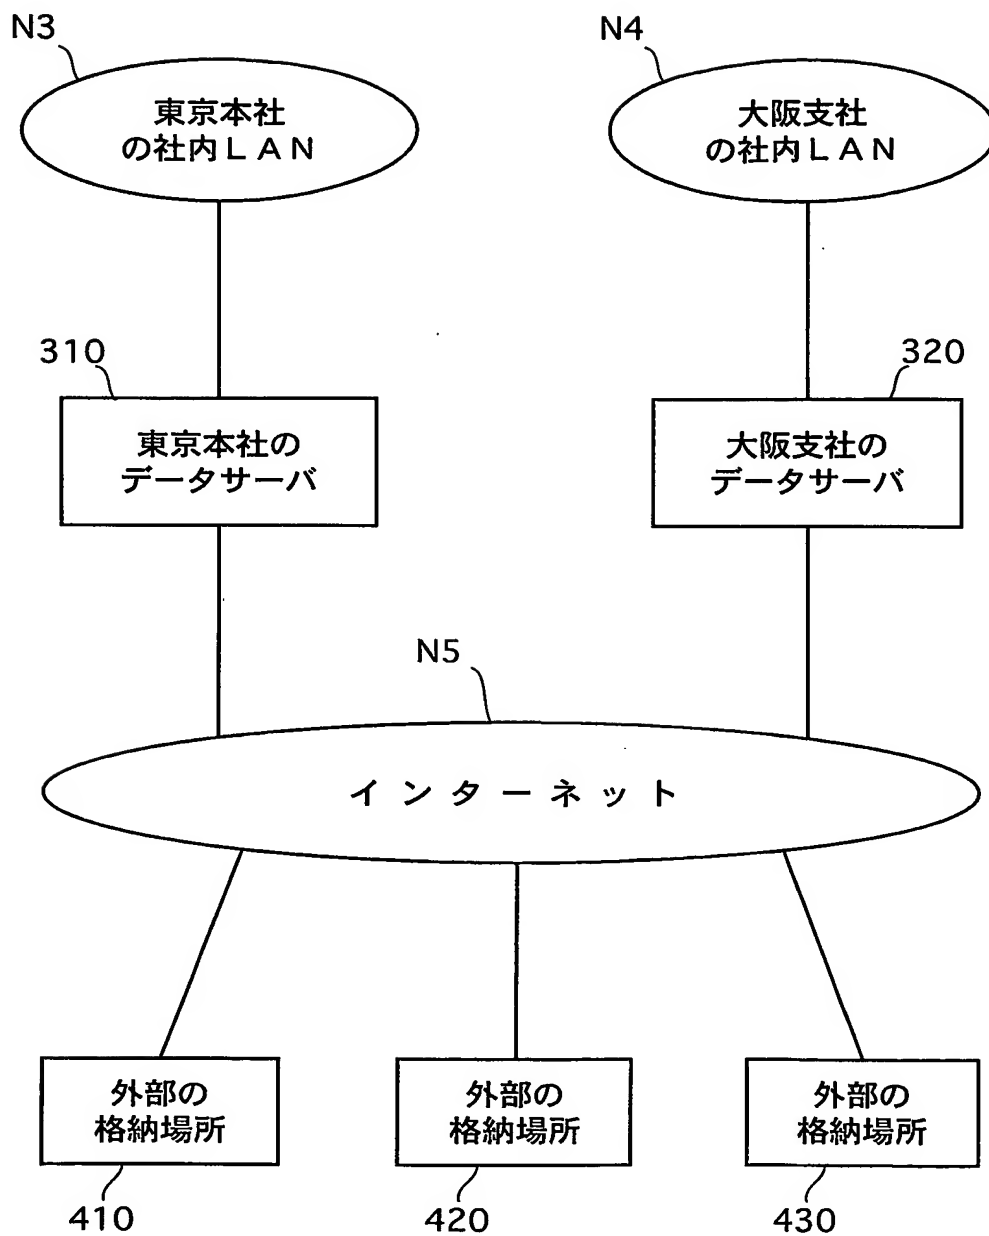 N3
N4
東京本社
の社内ＬＡＮ
大阪支社
の社内ＬＡＮ
310
320
東京本社の
データサーバ
大阪支社の
データサーバ
N5
インターネット
外部の
格納場所
外部の
格納場所
外部の
格納場所
410
420
430